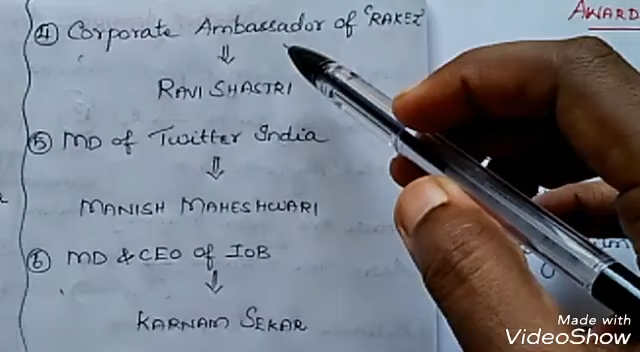 ④ Corporate Ambassador of 'RAKEZ'
⇓
RAVI SHASTRI
⑤ MD of Twitter India
⇓
MANISH MAHESHWARI
⑥ MD & CEO of IOB
⇓
KARNAM SEKAR
AWARD
Made with
VideoShow